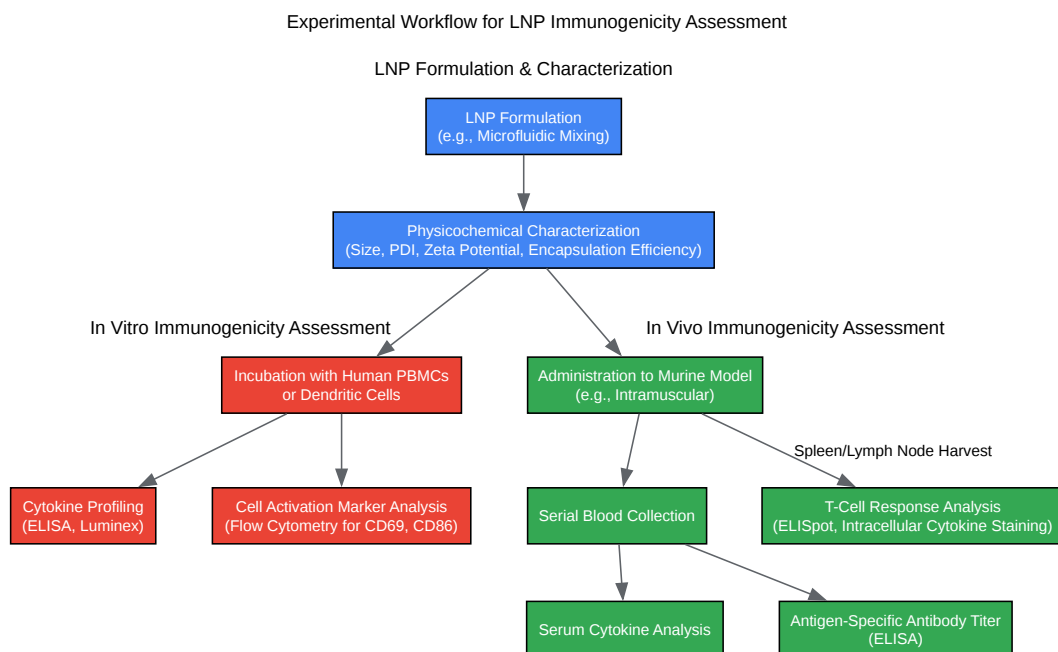 Experimental Workflow for LNP Immunogenicity Assessment
LNP Formulation & Characterization
LNP Formulation
(e.g., Microfluidic Mixing)
Physicochemical Characterization
(Size, PDI, Zeta Potential, Encapsulation Efficiency)
In Vitro Immunogenicity Assessment
In Vivo Immunogenicity Assessment
Incubation with Human PBMCs
or Dendritic Cells
Administration to Murine Model
(e.g., Intramuscular)
Spleen/Lymph Node Harvest
Cytokine Profiling
(ELISA, Luminex)
Cell Activation Marker Analysis
(Flow Cytometry for CD69, CD86)
Serial Blood Collection
T-Cell Response Analysis
(ELISpot, Intracellular Cytokine Staining)
Serum Cytokine Analysis
Antigen-Specific Antibody Titer
(ELISA)